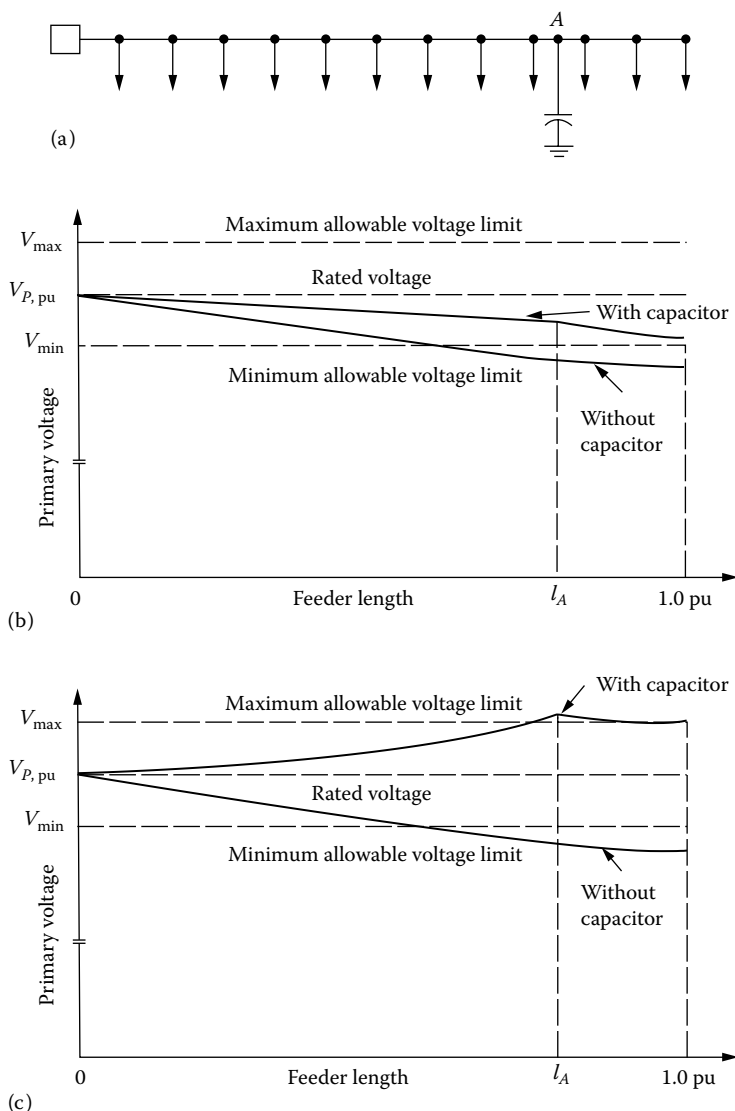 A
(a)
Maximum allowable voltage limit
V_max
Rated voltage
V_P, pu
With capacitor
V_min
Minimum allowable voltage limit
Without
capacitor
Primary voltage
0
Feeder length
l_A
1.0 pu
(b)
With capacitor
Maximum allowable voltage limit
V_max
V_P, pu
Rated voltage
V_min
Minimum allowable voltage limit
Without
capacitor
Primary voltage
0
Feeder length
l_A
1.0 pu
(c)